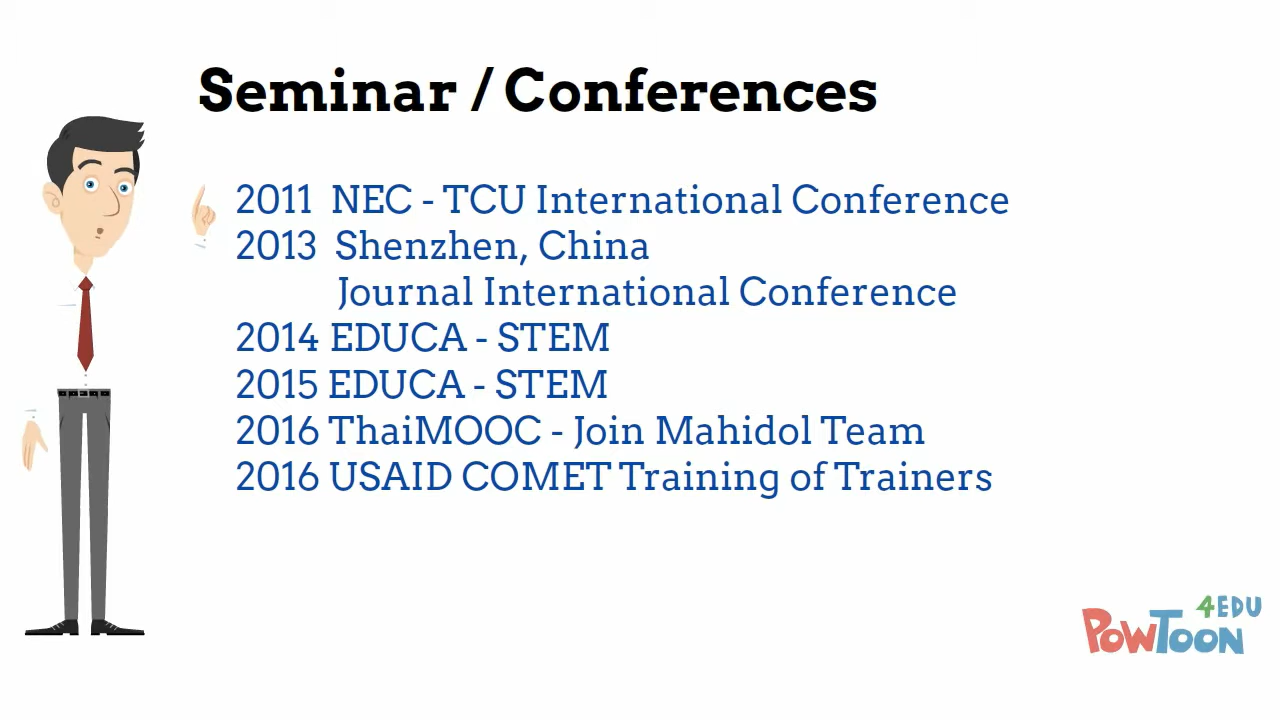 Seminar / Conferences
2011 NEC - TCU International Conference
2013 Shenzhen, China
Journal International Conference
2014 EDUCA - STEM
2015 EDUCA - STEM
2016 ThaiMOOC - Join Mahidol Team
2016 USAID COMET Training of Trainers
4EDU
POWTOON